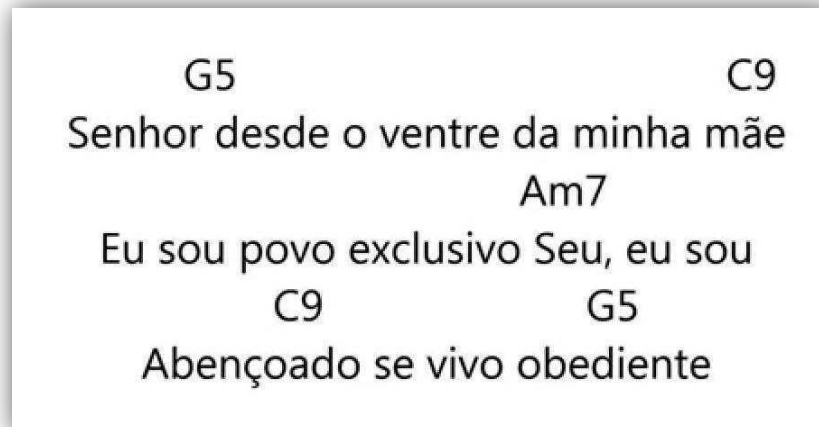 G5 C9
Senhor desde o ventre da minha mãe
Am7
Eu sou povo exclusivo Seu, eu sou
C9 G5
Abençoado se vivo obediente